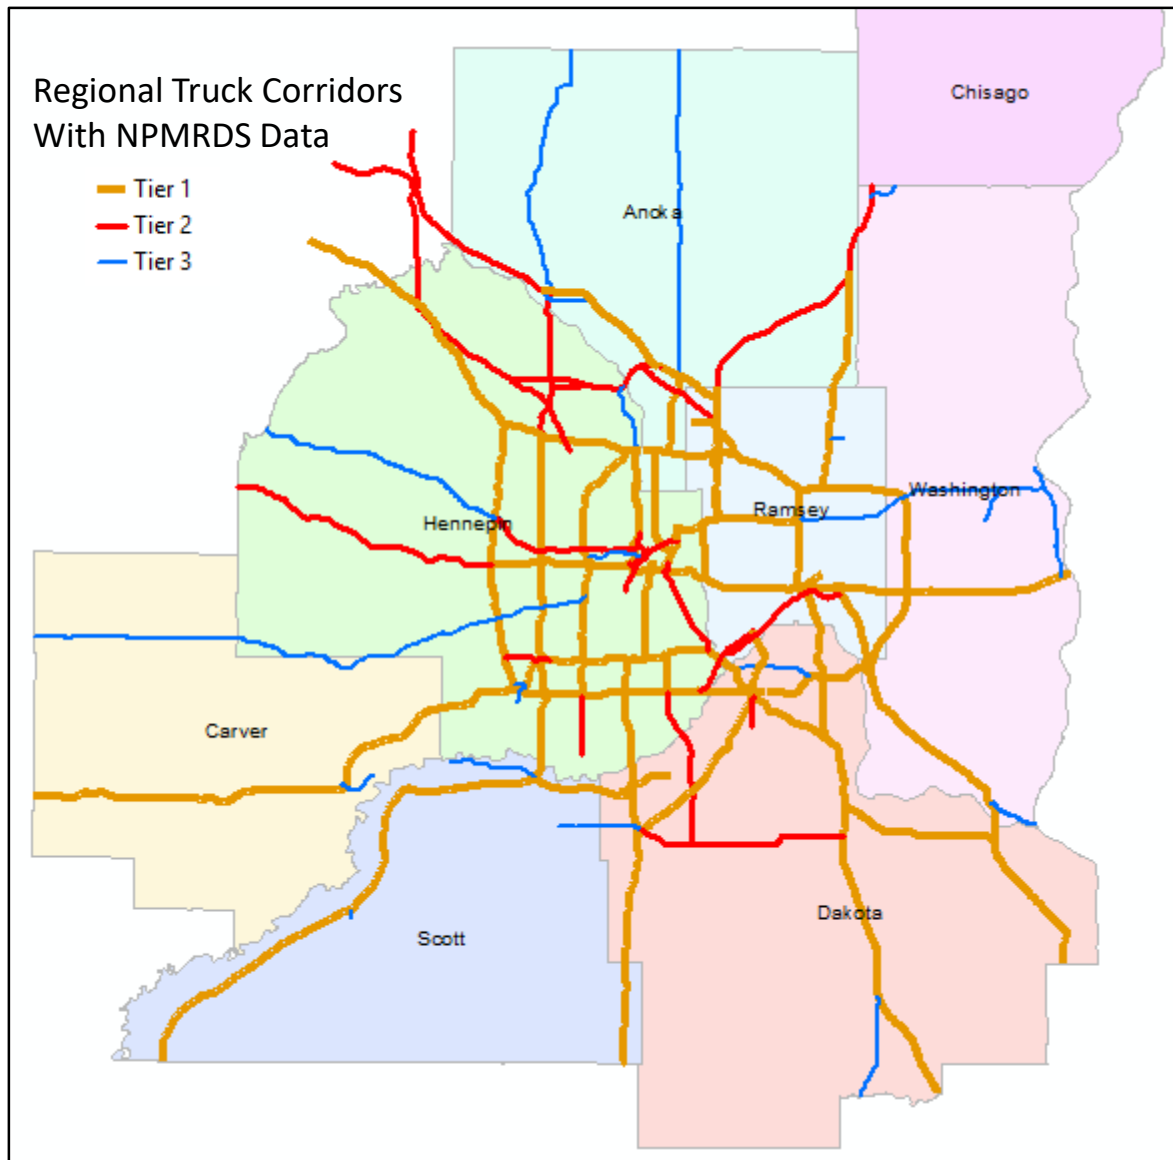 Regional Truck Corridors
With NPMRDS Data
Tier 1
Tier 2
Tier 3
Chisago
Anoka
Washington
Ramsey
Hennepin
Carver
Dakota
Scott